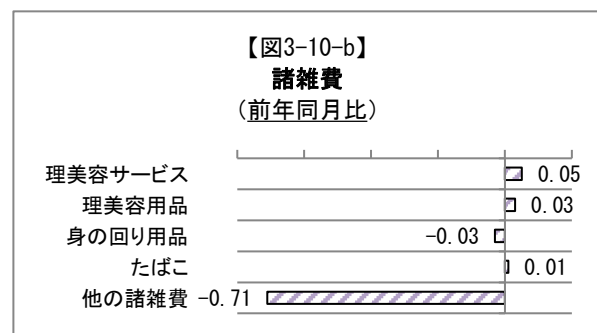 【図3-10-b】
諸雑費
（前年同月比）
理美容サービス 0.05
理美容用品 0.03
身の回り用品 -0.03
たばこ 0.01
他の諸雑費 -0.71